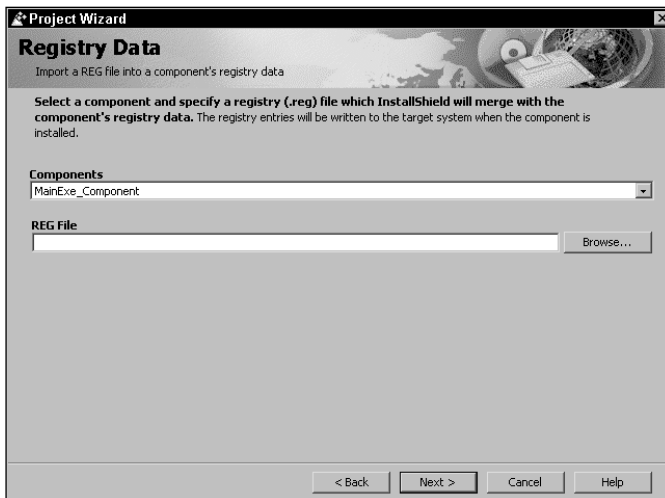 Project Wizard
Registry Data
Import a REG file into a component's registry data
Select a component and specify a registry (.reg) file which InstallShield will merge with the
component's registry data. The registry entries will be written to the target system when the component is
installed.
Components
MainExe_Component
REG File
Browse...
< Back Next > Cancel Help